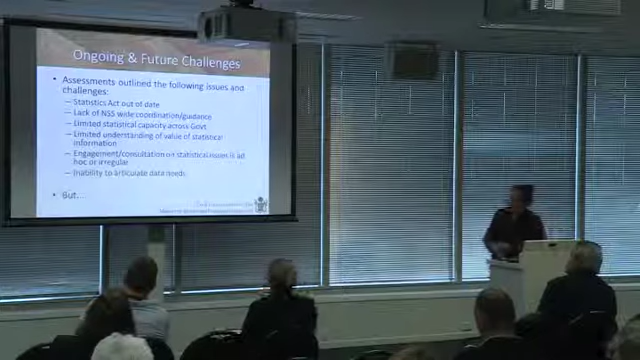 Ongoing & Future Challenges
• Assessments outlined the following issues and
challenges:
– Statistics Act out of date
– Lack of NSS wide coordination/guidance
– Limited statistical capacity across Govt
– Limited understanding of value of statistical
information
– Engagement/consultation on statistical issues is ad
hoc or irregular
– Inability to articulate data needs
• But...